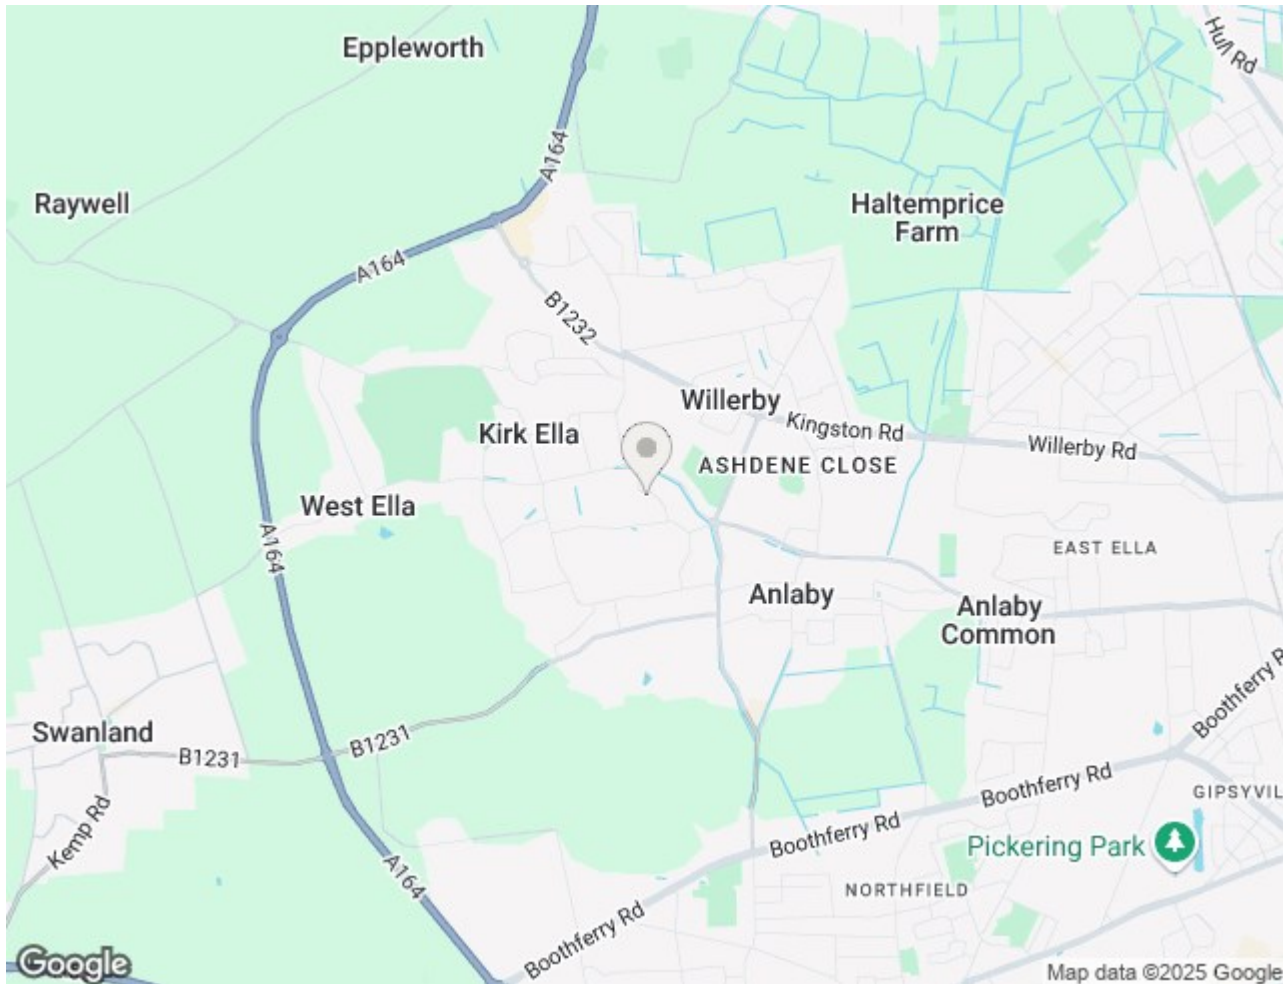 Eppleworth
Hull Rd
A164
Raywell
Haltemprice
Farm
A164
B1232
Willerby
Kingston Rd
Willerby Rd
Kirk Ella
ASHDENE CLOSE
West Ella
A164
EAST ELLA
Anlaby
Anlaby
Common
Swanland
B1231
B1231
Boothferry R
Boothferry Rd
GIPSYVIL
Kemp Rd
Boothferry Rd
Pickering Park
A164
NORTHFIELD
Boothferry Rd
Google
Map data ©2025 Google